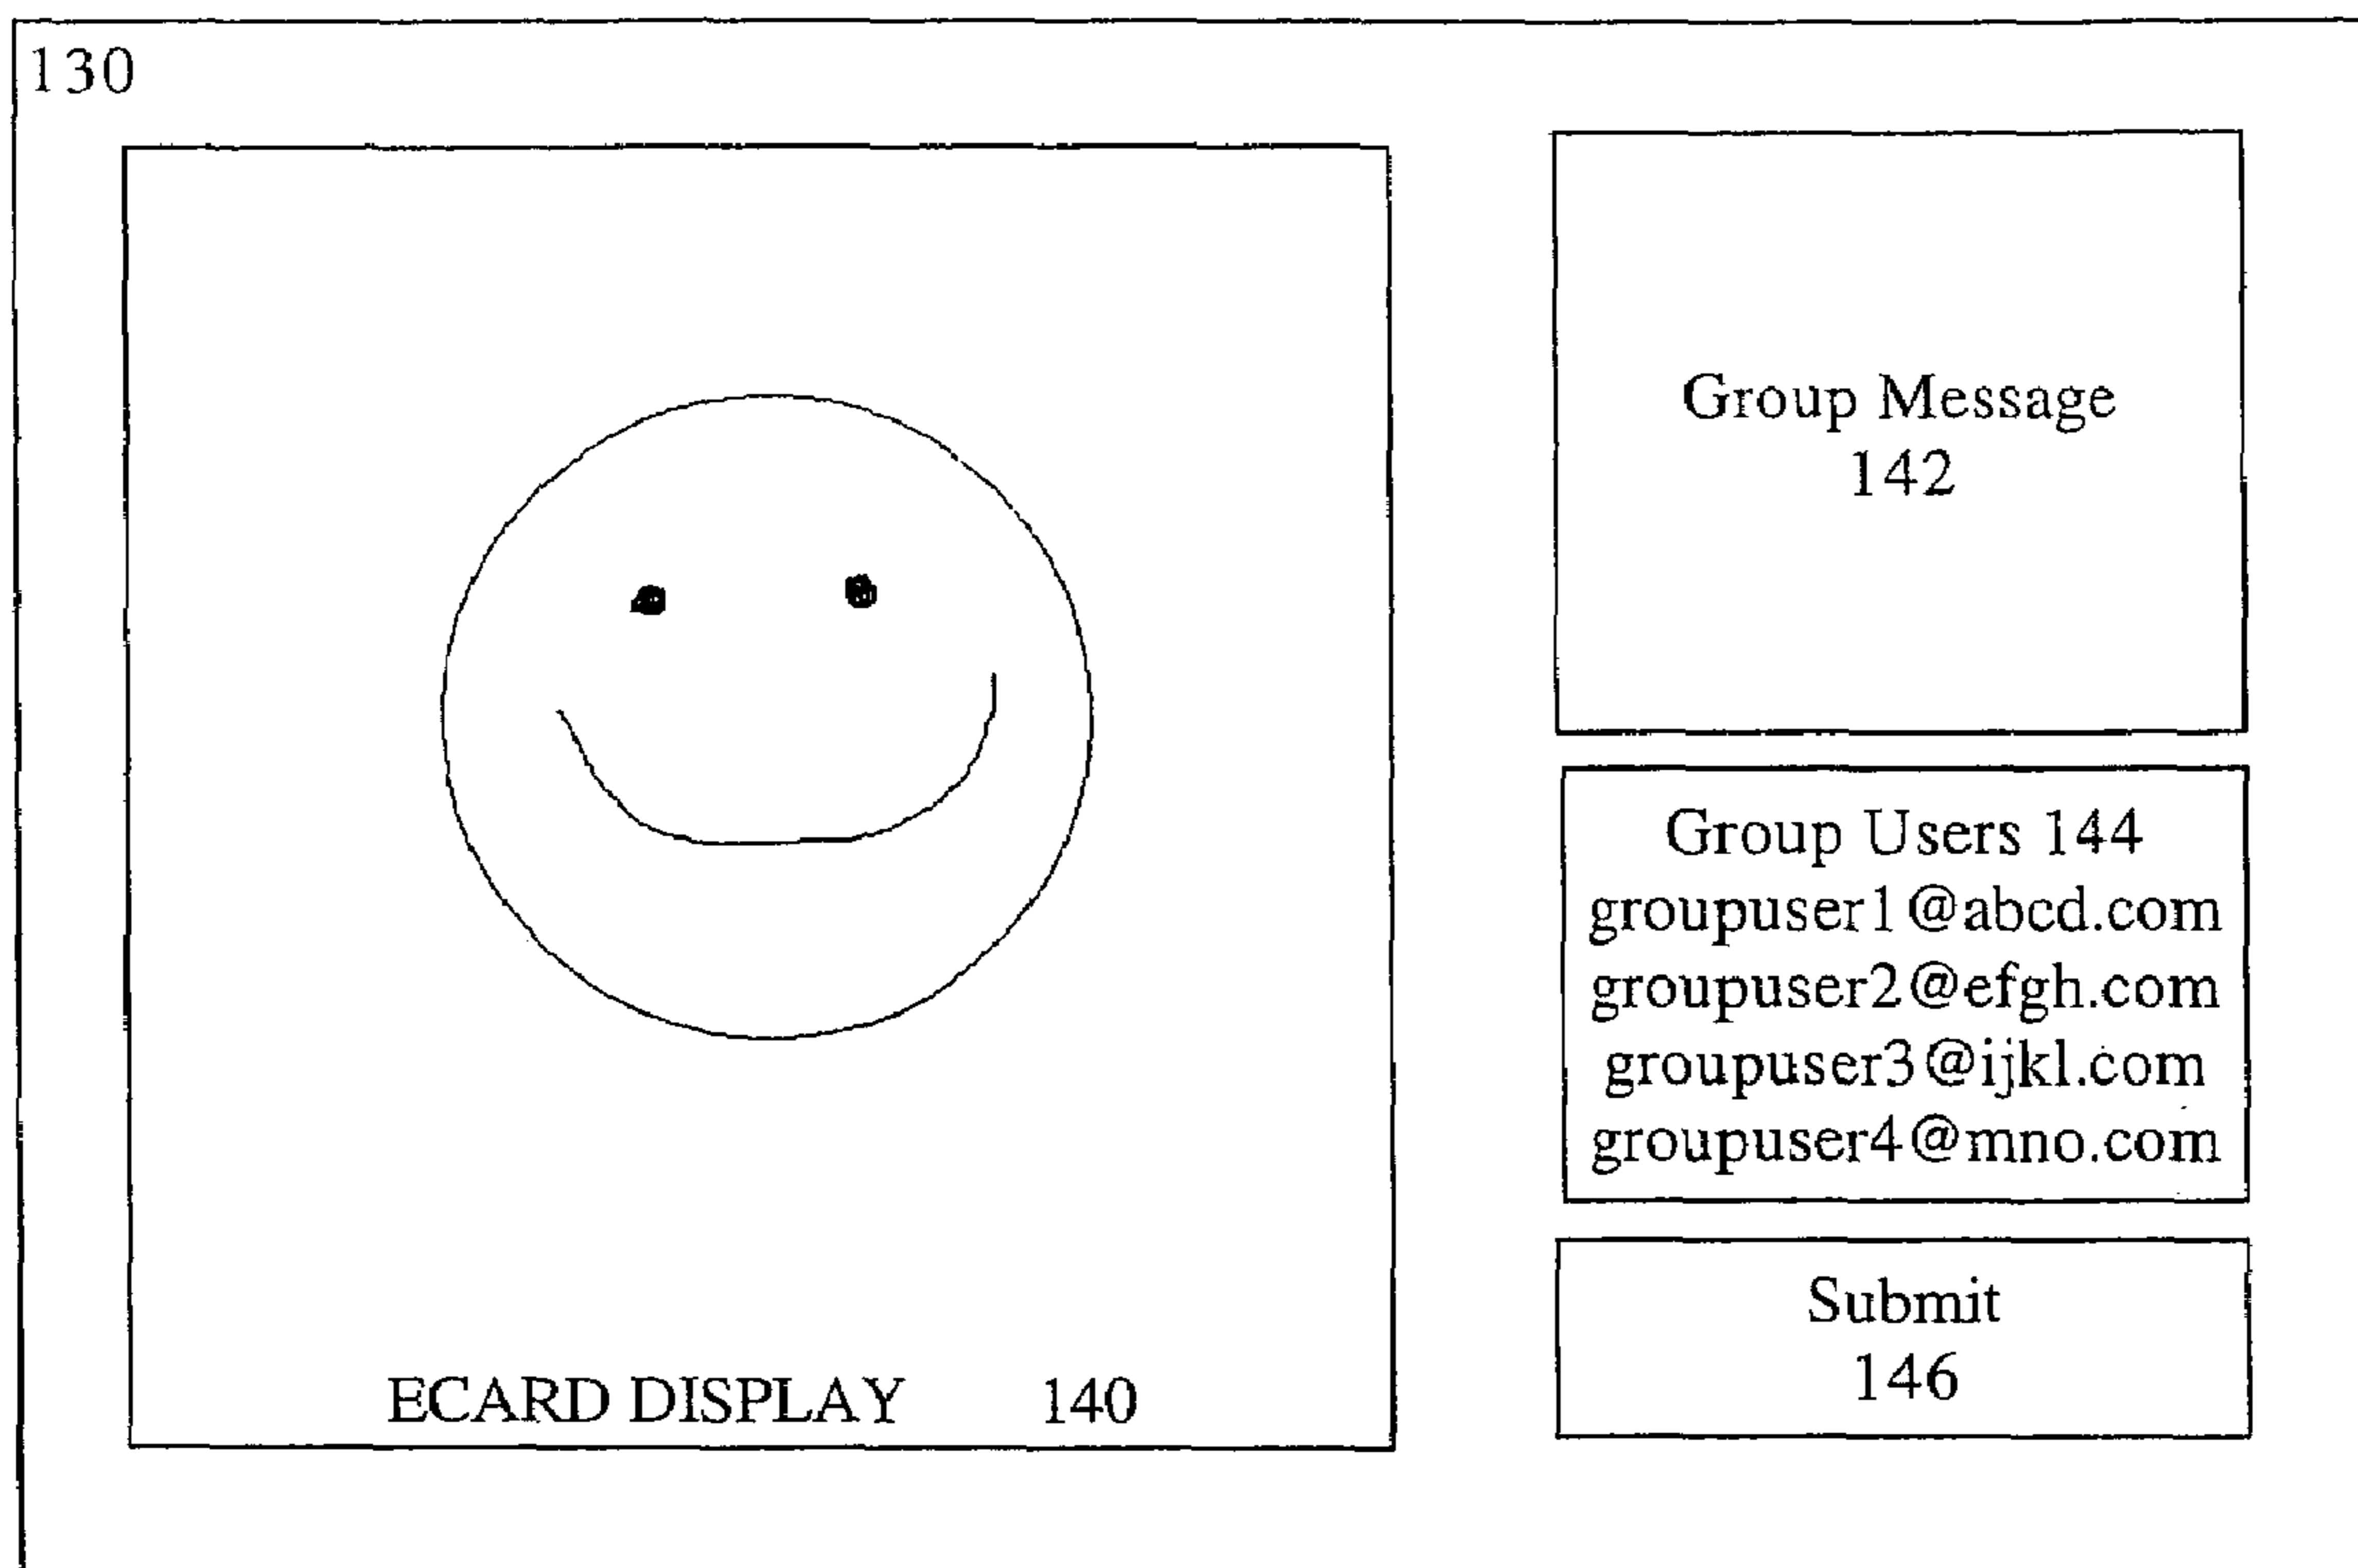 130
ECARD DISPLAY 140
Group Message
142
Group Users 144
groupuser1@abcd.com
groupuser2@efgh.com
groupuser3@ijkl.com
groupuser4@mno.com
Submit
146